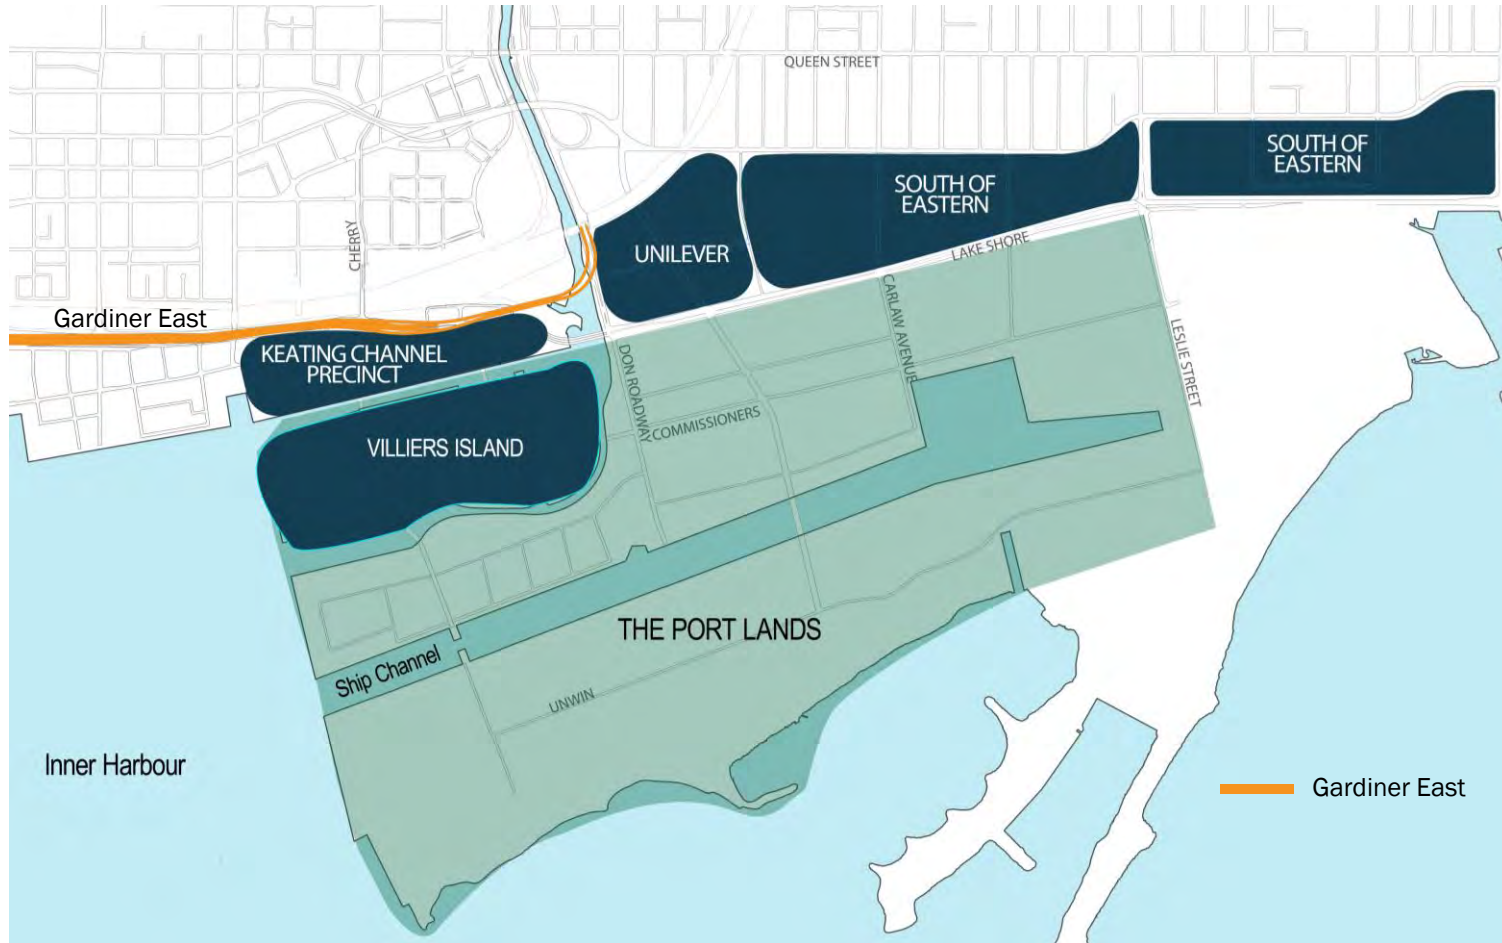 QUEEN STREET
SOUTH OF
EASTERN
SOUTH OF
EASTERN
CHERRY
UNILEVER
LAKE SHORE
Gardiner East
KEATING CHANNEL
PRECINCT
CARLAW AVENUE
LESLIE STREET
DON ROADWAY
COMMISSIONERS
VILLIERS ISLAND
THE PORT LANDS
Ship Channel
UNWIN
Inner Harbour
Gardiner East